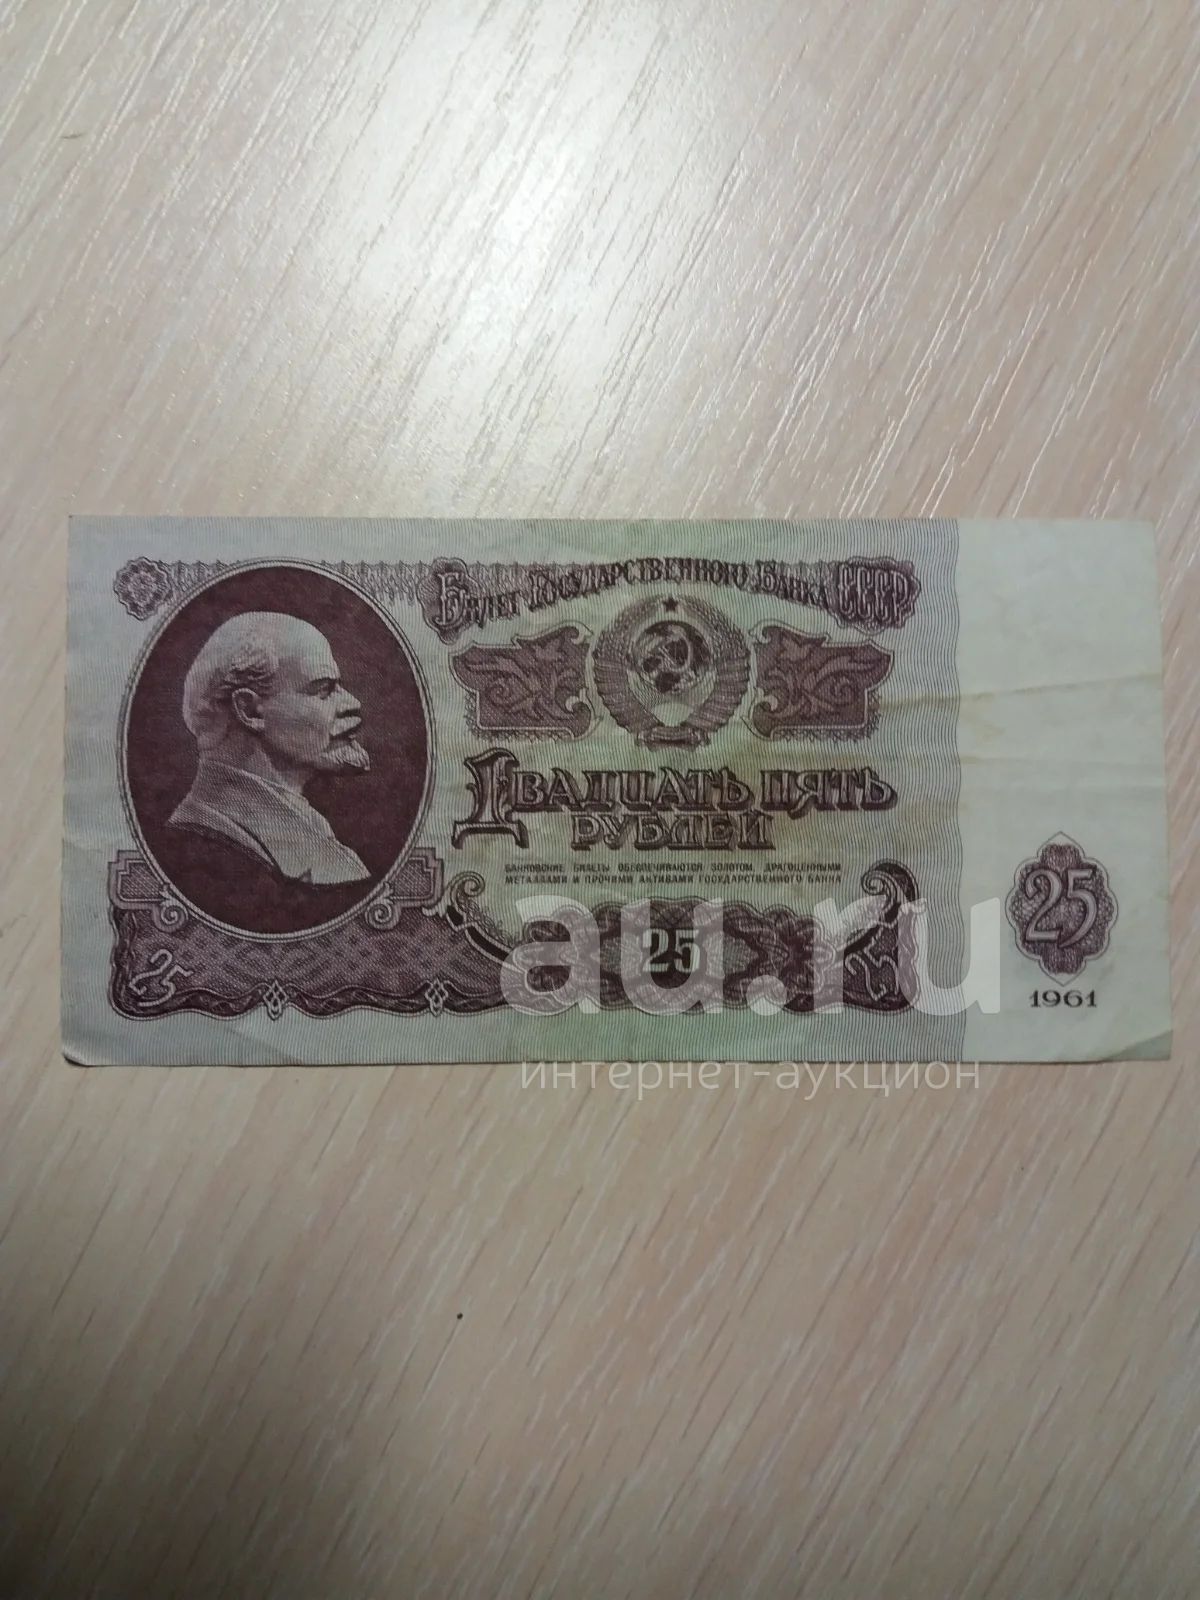 Билет Государственного Банка СССР
Двадцать пять
рублей
БАНКОВСКИЕ БИЛЕТЫ ОБЕСПЕЧИВАЮТСЯ ЗОЛОТОМ, ДРАГОЦЕННЫМИ
МЕТАЛЛАМИ И ПРОЧИМИ АКТИВАМИ ГОСУДАРСТВЕННОГО БАНКА
25
25
25
25
1961
au.ru
интернет-аукцион